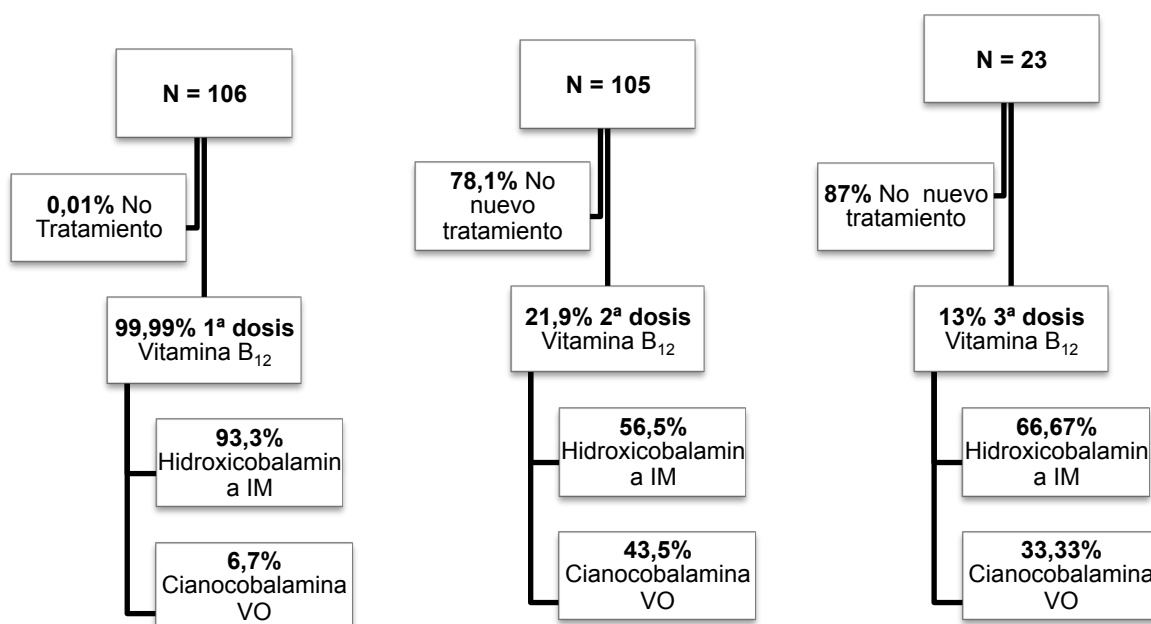 N = 106
0,01% No
Tratamiento
99,99% 1ª dosis
Vitamina B₁₂
93,3%
Hidroxicobalamin
a IM
6,7%
Cianocobalamina
VO
N = 105
78,1% No
nuevo
tratamiento
21,9% 2ª dosis
Vitamina B₁₂
56,5%
Hidroxicobalamin
a IM
43,5%
Cianocobalamina
VO
N = 23
87% No nuevo
tratamiento
13% 3ª dosis
Vitamina B₁₂
66,67%
Hidroxicobalamin
a IM
33,33%
Cianocobalamina
VO